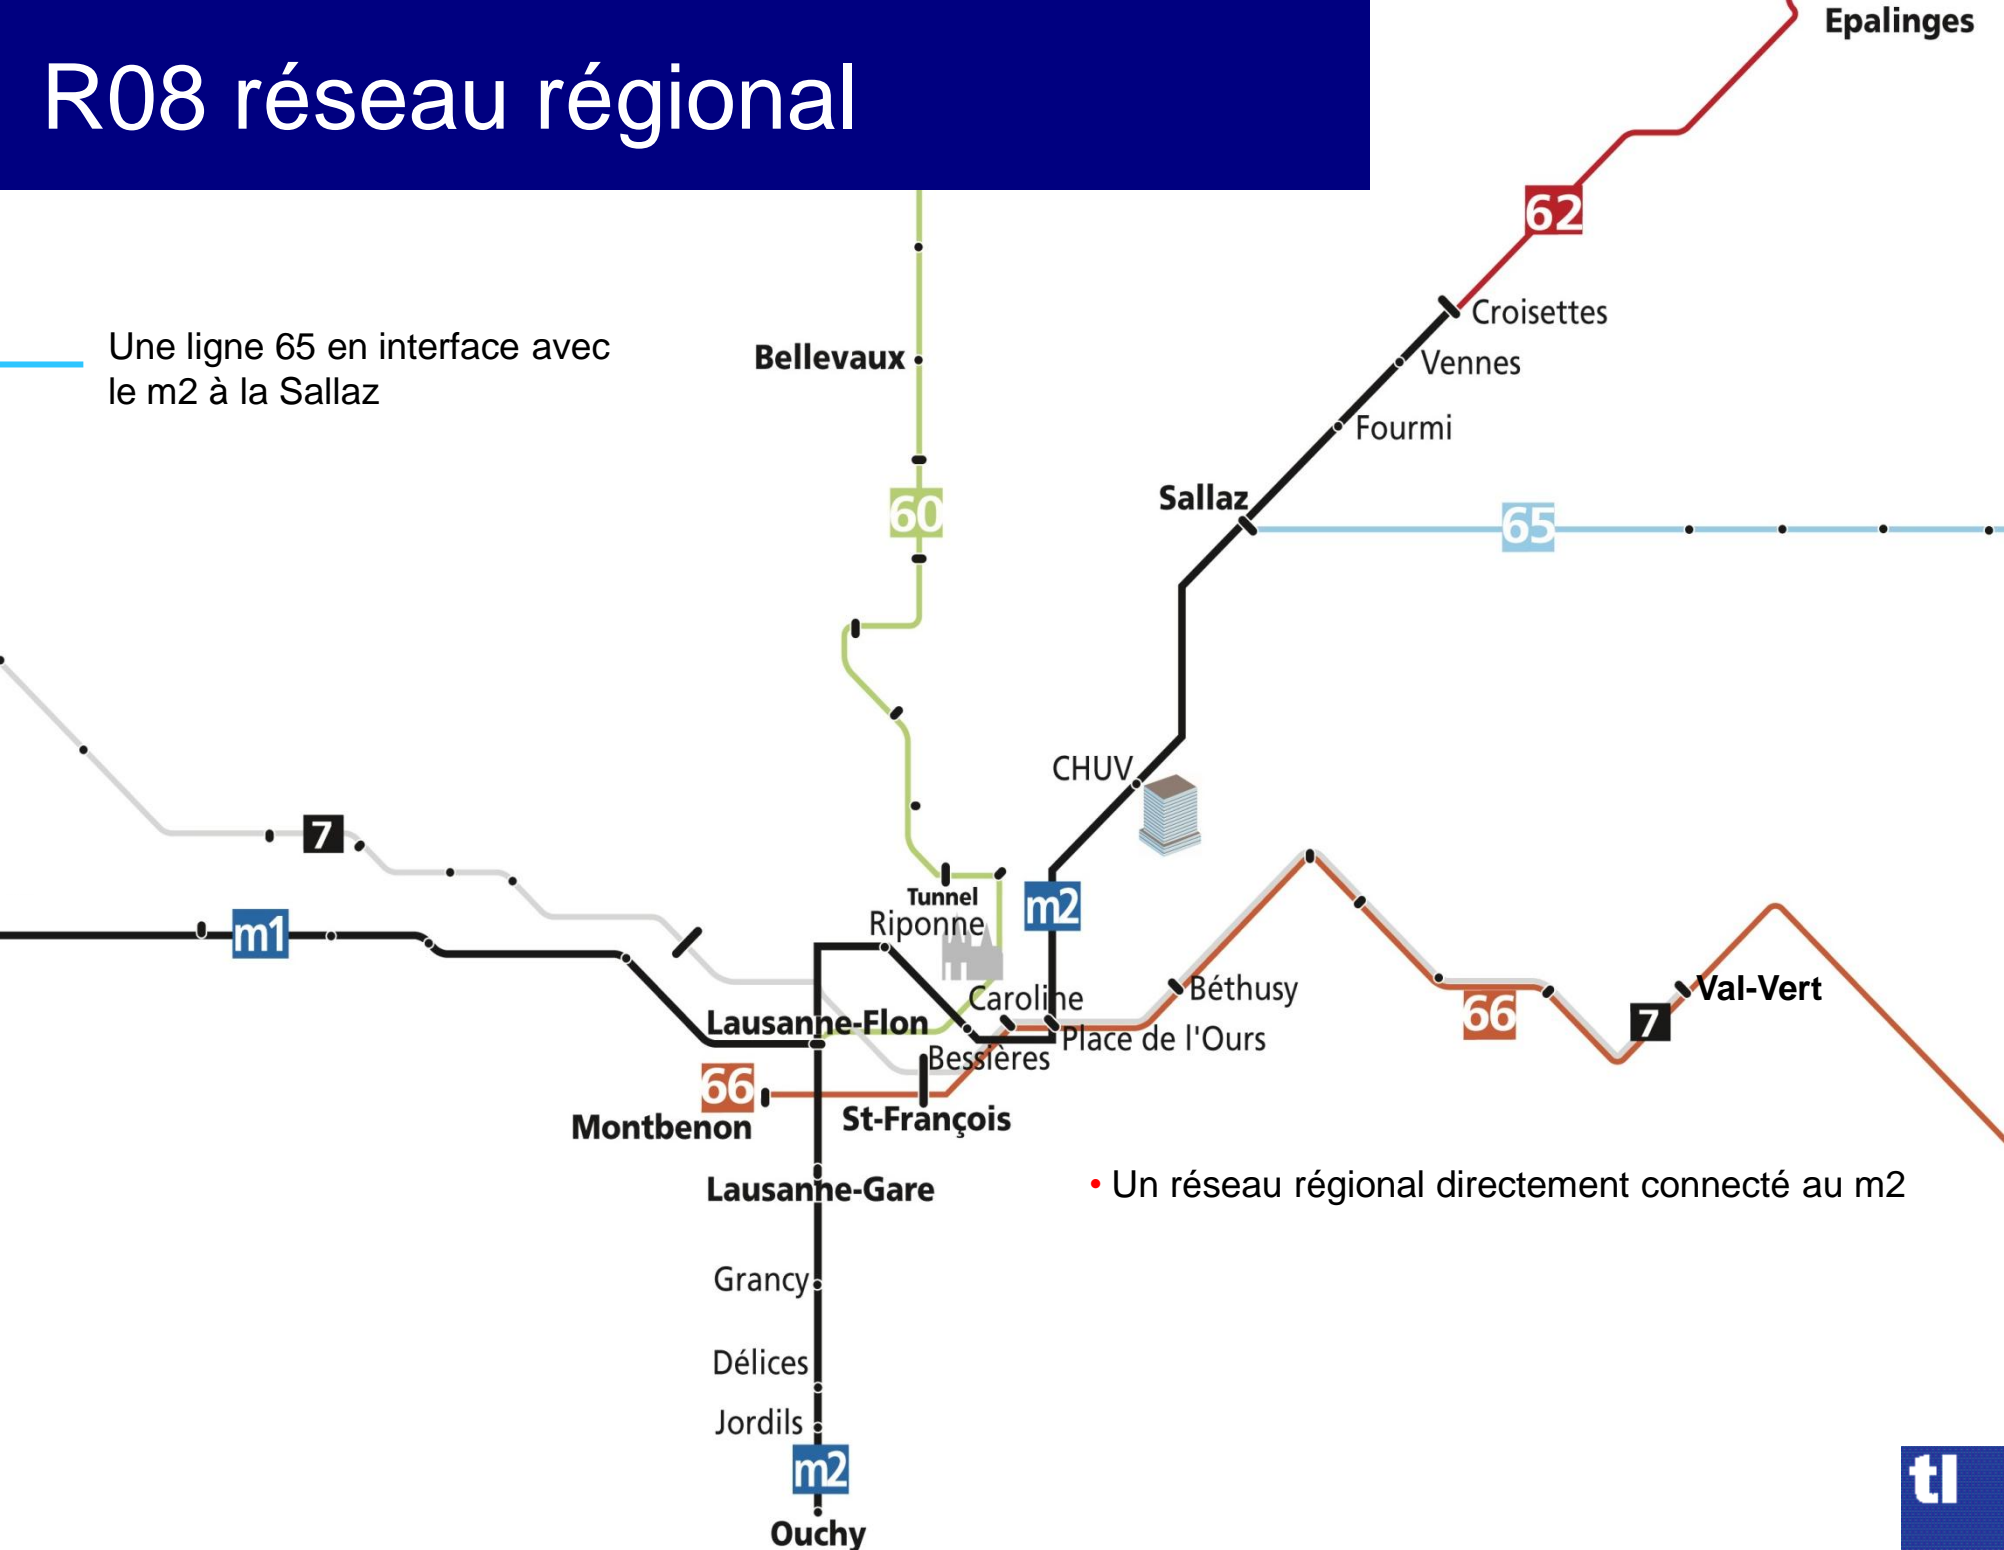 R08 réseau régional
Epalinges
62
Croisettes
Une ligne 65 en interface avec
le m2 à la Sallaz
Bellevaux
Vennes
Fourmi
Sallaz
60
65
CHUV
7
Tunnel
m2
Riponne
m1
Caroline
Béthusy
Val-Vert
Lausanne-Flon
66
7
Place de l'Ours
Bessières
66
St-François
Montbenon
Lausanne-Gare
• Un réseau régional directement connecté au m2
Grancy
Délices
Jordils
m2
tl
Ouchy